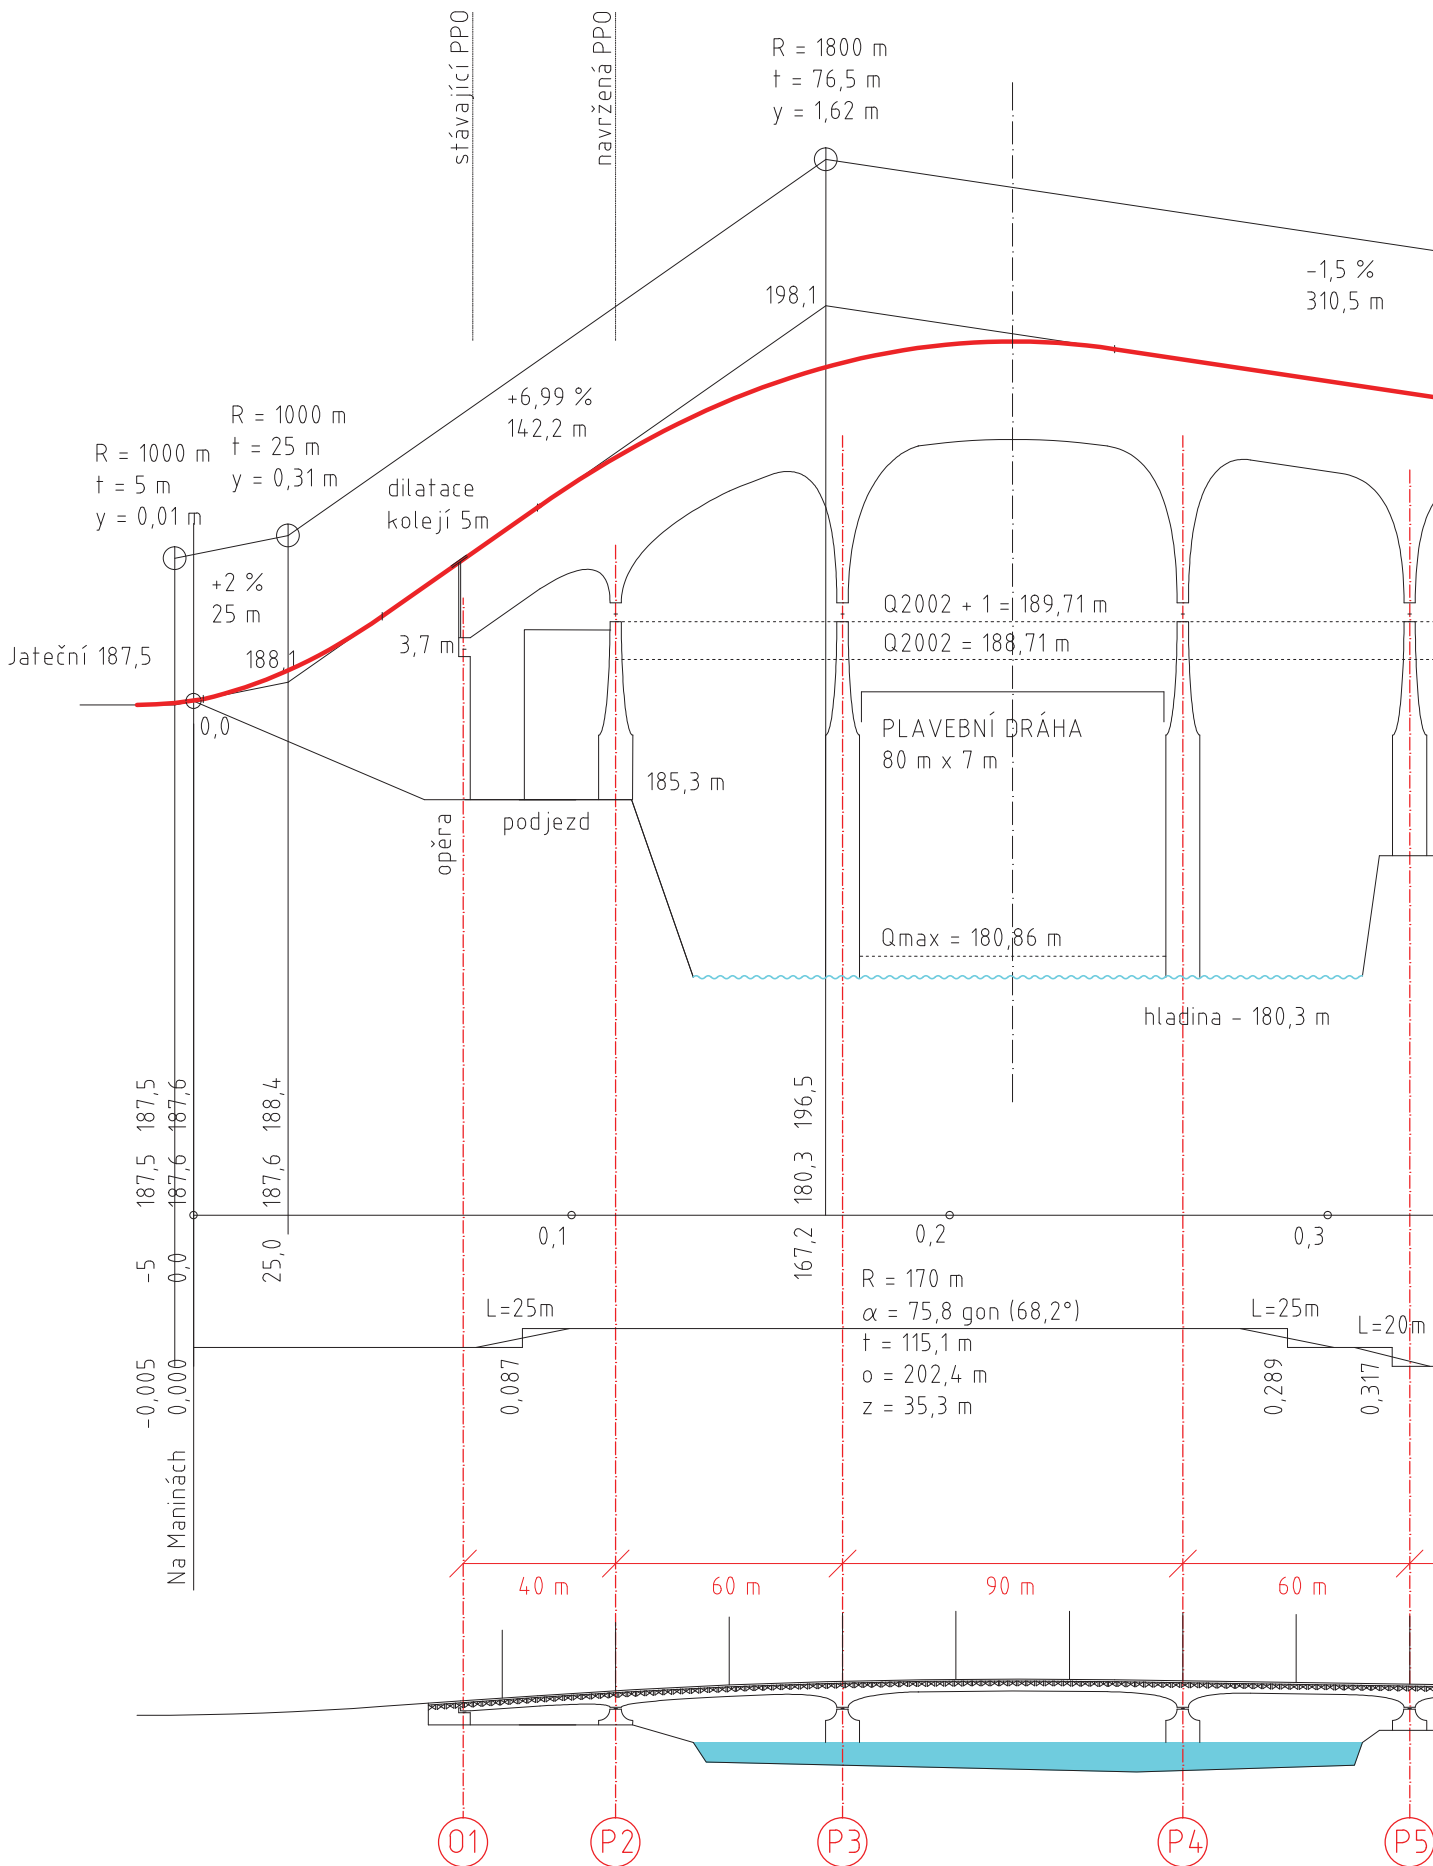 stávající PPO
navržená PPO
R = 1800 m
t = 76,5 m
y = 1,62 m
-1,5 %
310,5 m
198,1
+6,99 %
142,2 m
R = 1000 m
t = 25 m
y = 0,31 m
R = 1000 m
t = 5 m
y = 0,01 m
dilatace
kolejí 5m
+2 %
25 m
Q2002 + 1 = 189,71 m
Q2002 = 188,71 m
3,7 m
Jateční 187,5
188,1
0,0
PLAVEBNÍ DRÁHA
80 m x 7 m
185,3 m
podjezd
opěra
Qmax = 180,86 m
hladina - 180,3 m
-0,005 -5 187,5 187,5
0,000 0,0 187,6 187,6
25,0 187,6 188,4
167,2 180,3 196,5
0,1
0,2
0,3
R = 170 m
α = 75,8 gon (68,2°)
t = 115,1 m
o = 202,4 m
z = 35,3 m
L=25m
L=25m
L=20m
0,087
0,289
0,317
Na Maninách
40 m
60 m
90 m
60 m
O1
P2
P3
P4
P5